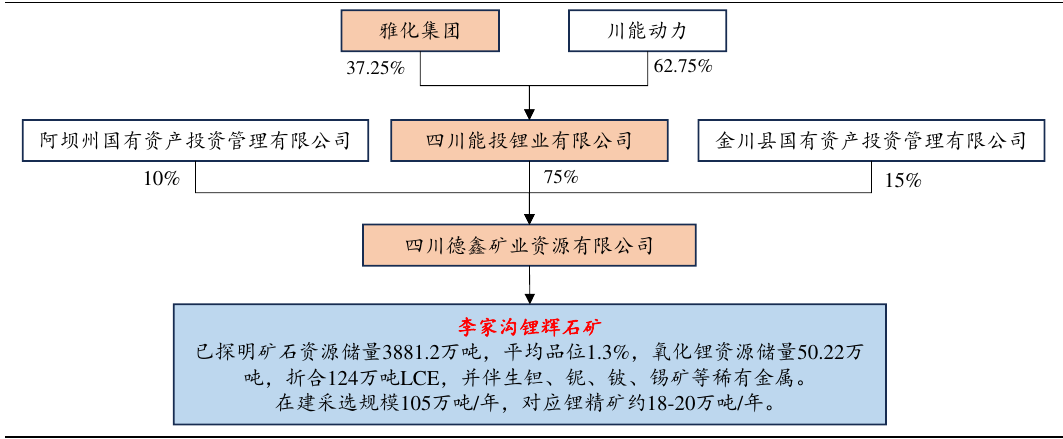 雅化集团
川能动力
37.25%
62.75%
阿坝州国有资产投资管理有限公司
四川能投锂业有限公司
金川县国有资产投资管理有限公司
10%
75%
15%
四川德鑫矿业资源有限公司
李家沟锂辉石矿
已探明矿石资源储量3881.2万吨，平均品位1.3%，氧化锂资源储量50.22万
吨，折合124万吨LCE，并伴生钽、铌、铍、锡矿等稀有金属。
在建采选规模105万吨/年，对应锂精矿约18-20万吨/年。